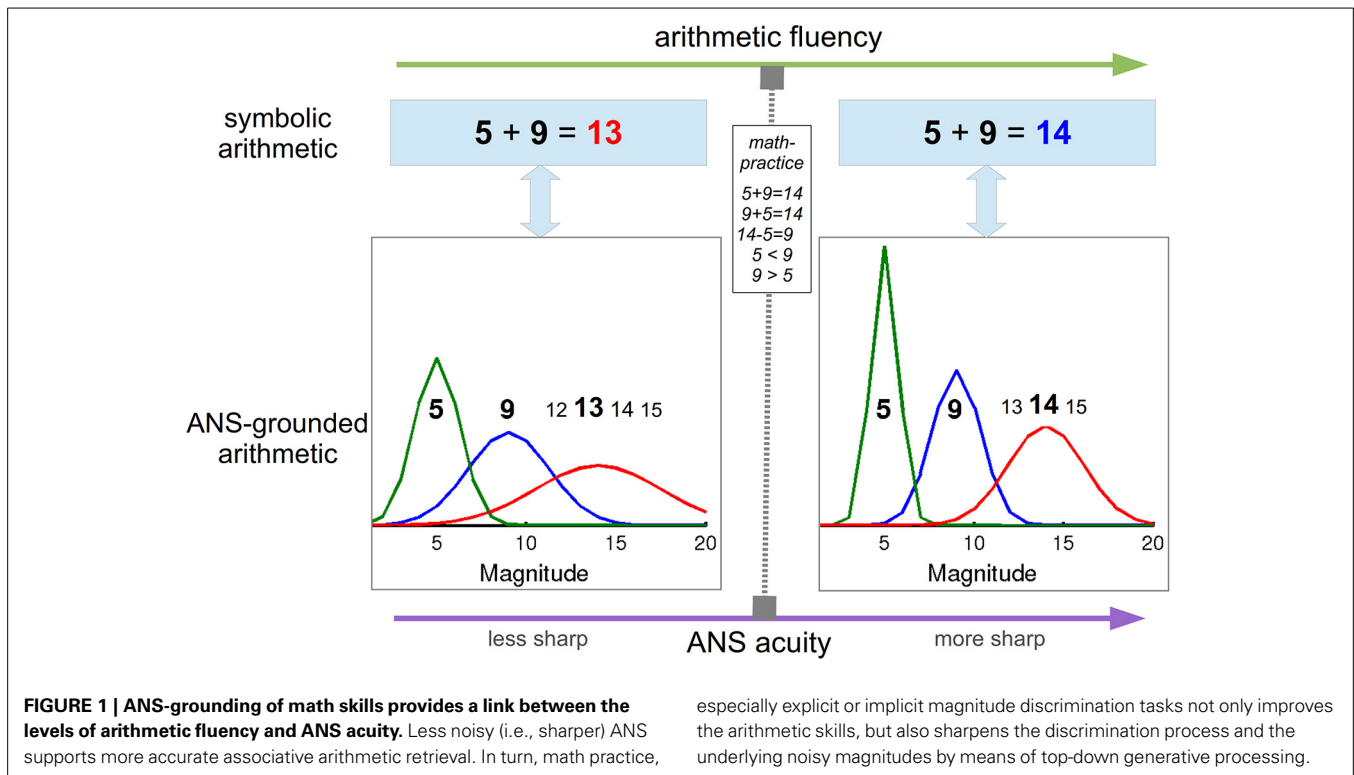 arithmetic fluency
symbolic
arithmetic
5 + 9 = 13
math-
practice
5+9=14
9+5=14
14-5=9
5 < 9
9 > 5
5 + 9 = 14
ANS-grounded
arithmetic
5 9 12 13 14 15
5 10 15 20
Magnitude
5 9 13 14 15
5 10 15 20
Magnitude
less sharp
ANS acuity
more sharp
FIGURE 1 | ANS-grounding of math skills provides a link between the
levels of arithmetic fluency and ANS acuity. Less noisy (i.e., sharper) ANS
supports more accurate associative arithmetic retrieval. In turn, math practice,
especially explicit or implicit magnitude discrimination tasks not only improves
the arithmetic skills, but also sharpens the discrimination process and the
underlying noisy magnitudes by means of top-down generative processing.